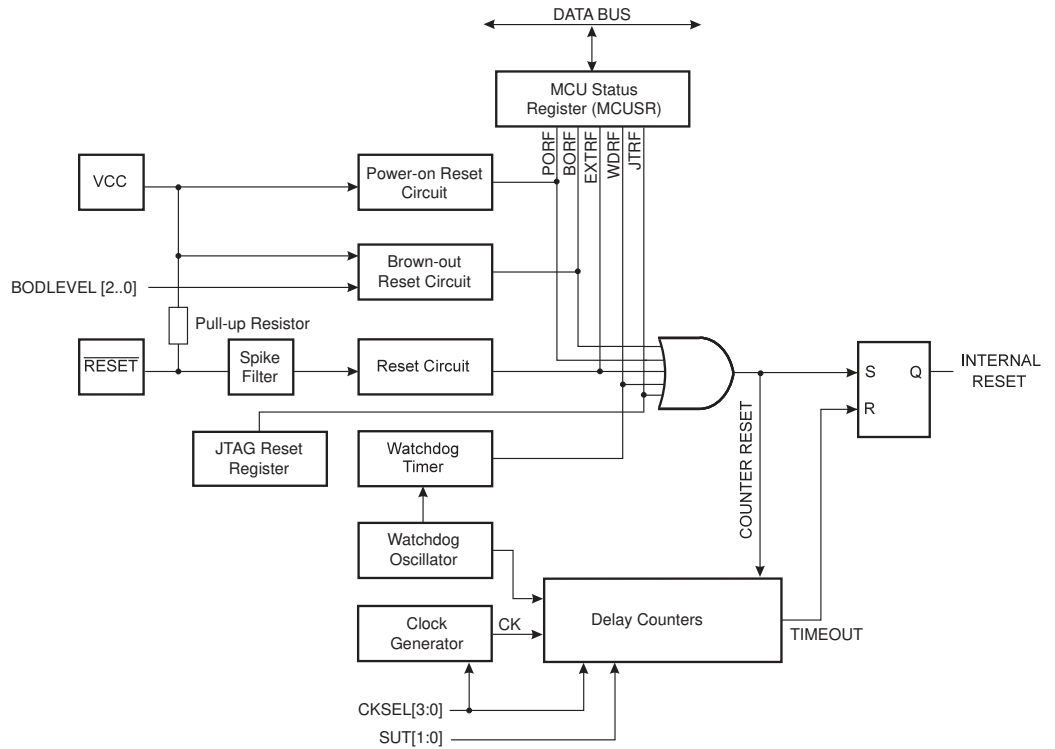 DATA BUS
MCU Status
Register (MCUSR)
PORF
BORF
EXTRF
WDRF
JTRF
VCC
Power-on Reset
Circuit
Brown-out
Reset Circuit
BODLEVEL [2..0]
Pull-up Resistor
RESET
Spike
Filter
Reset Circuit
S
Q
INTERNAL
RESET
R
JTAG Reset
Register
Watchdog
Timer
COUNTER RESET
Watchdog
Oscillator
Clock
Generator
CK
Delay Counters
TIMEOUT
CKSEL[3:0]
SUT[1:0]